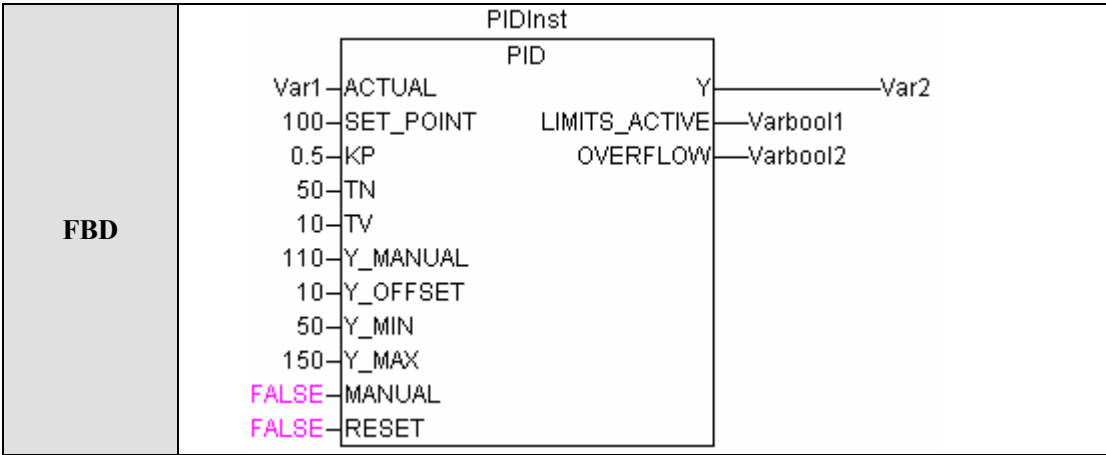 PIDInst
PID
Var1 ACTUAL Y Var2
100 SET_POINT LIMITS_ACTIVE Varbool1
0.5 KP OVERFLOW Varbool2
50 TN
10 TV
FBD
110 Y_MANUAL
10 Y_OFFSET
50 Y_MIN
150 Y_MAX
FALSE MANUAL
FALSE RESET